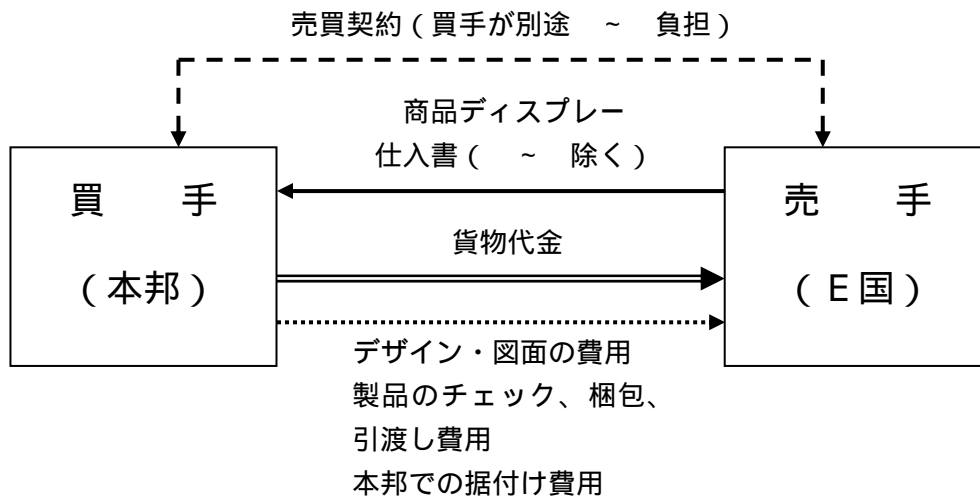 売買契約（買手が別途　～　負担）
商品ディスプレー
仕入書（　～　除く）
買　手
（本邦）
売　手
（Ｅ国）
貨物代金
デザイン・図面の費用
製品のチェック、梱包、
引渡し費用
本邦での据付け費用